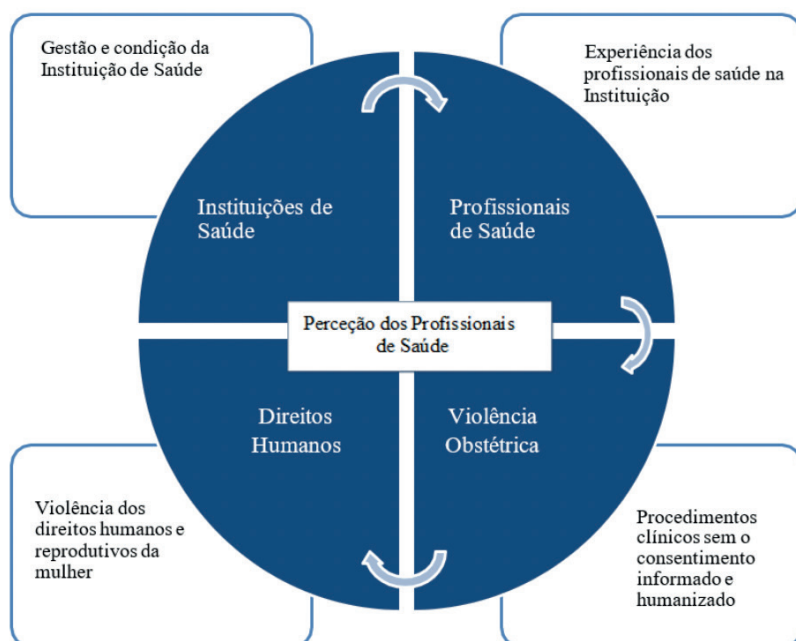 Gestão e condição da
Instituição de Saúde
Experiência dos
profissionais de saúde na
Instituição
Instituições de
Saúde
Profissionais
de Saúde
Perceção dos Profissionais
de Saúde
Direitos
Humanos
Violência
Obstétrica
Violência dos
direitos humanos e
reprodutivos da
mulher
Procedimentos
clínicos sem o
consentimento
informado e
humanizado